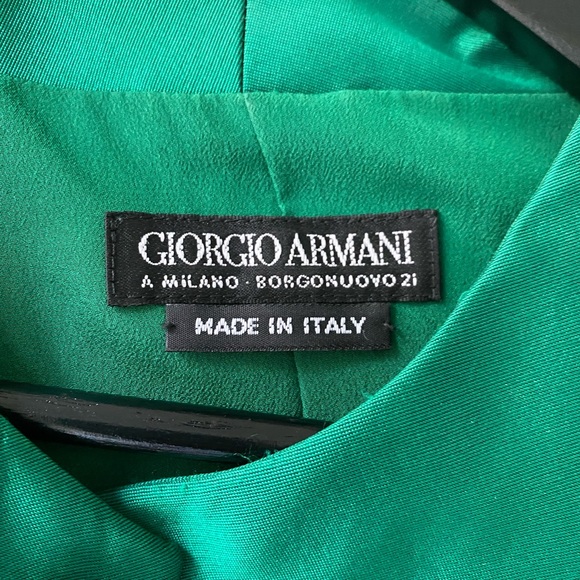 GIORGIO ARMANI
A MILANO · BORGONUOVO 21
MADE IN ITALY